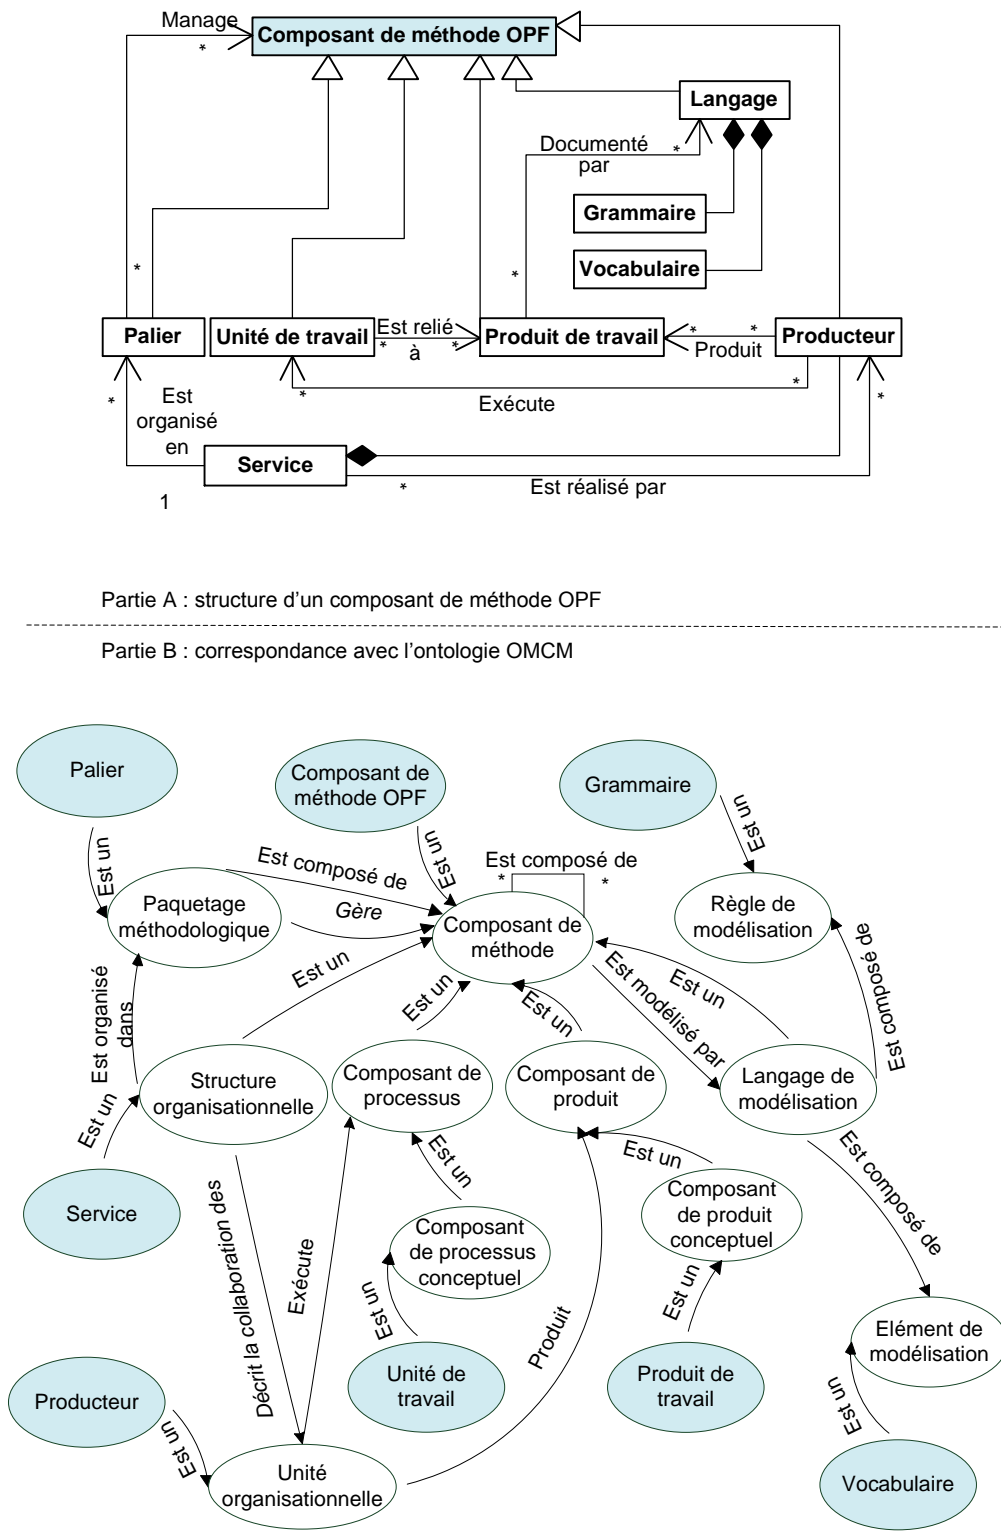 Manage
*
Composant de méthode OPF
Langage
Documenté
par
*
Grammaire
Vocabulaire
*
*
Palier
Unité de travail
Est relié
à
*
*
Produit de travail
*
*
Produit
Producteur
*
*
Exécute
*
*
Est
organisé
en
Service
1
*
Est réalisé par
Partie A : structure d'un composant de méthode OPF
Partie B : correspondance avec l'ontologie OMCM
Palier
Composant de
méthode OPF
Grammaire
Est un
Est composé de
Est un
Est composé de
*
*
Est un
Paquetage
méthodologique
Gère
Composant de
méthode
Règle de
modélisation
Est organisé
dans
Est un
Est un
Est un
Est modélisé par
Est un
Est composé de
Structure
organisationnelle
Composant de
processus
Composant de
produit
Langage de
modélisation
Est un
Service
Est un
Est un
Est composé de
Décrit la collaboration des
Exécute
Composant
de processus
conceptuel
Composant
de produit
conceptuel
Est un
Produit
Est un
Elément de
modélisation
Producteur
Unité de
travail
Produit de
travail
Est un
Est un
Unité
organisationnelle
Vocabulaire